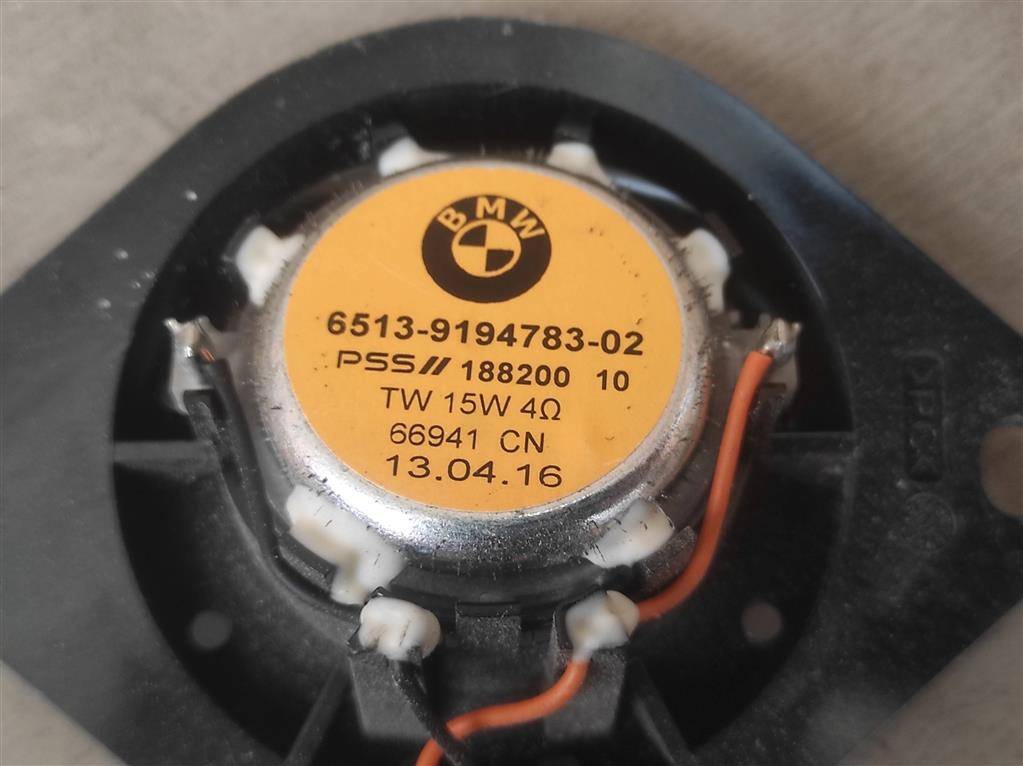 BMW
6513-9194783-02
PSS// 188200 10
TW 15W 4Ω
66941 CN
13.04.16